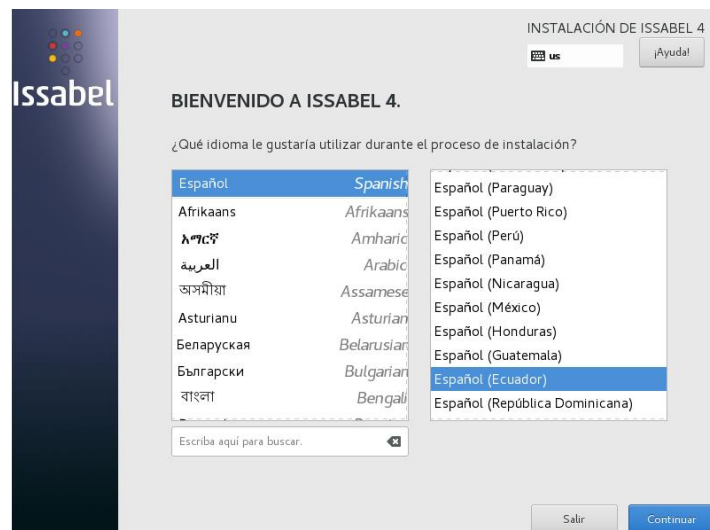 INSTALACIÓN DE ISSABEL 4
us
¡Ayuda!
Issabel
BIENVENIDO A ISSABEL 4.
¿Qué idioma le gustaría utilizar durante el proceso de instalación?
Español Spanish
Afrikaans Afrikaans
አማርኛ Amharic
العربية Arabic
অসমীয়া Assamese
Asturianu Asturian
Беларуская Belarusian
Български Bulgarian
বাংলা Bengali
Escriba aquí para buscar.
Español (Paraguay)
Español (Puerto Rico)
Español (Perú)
Español (Panamá)
Español (Nicaragua)
Español (México)
Español (Honduras)
Español (Guatemala)
Español (Ecuador)
Español (República Dominicana)
Salir
Continuar